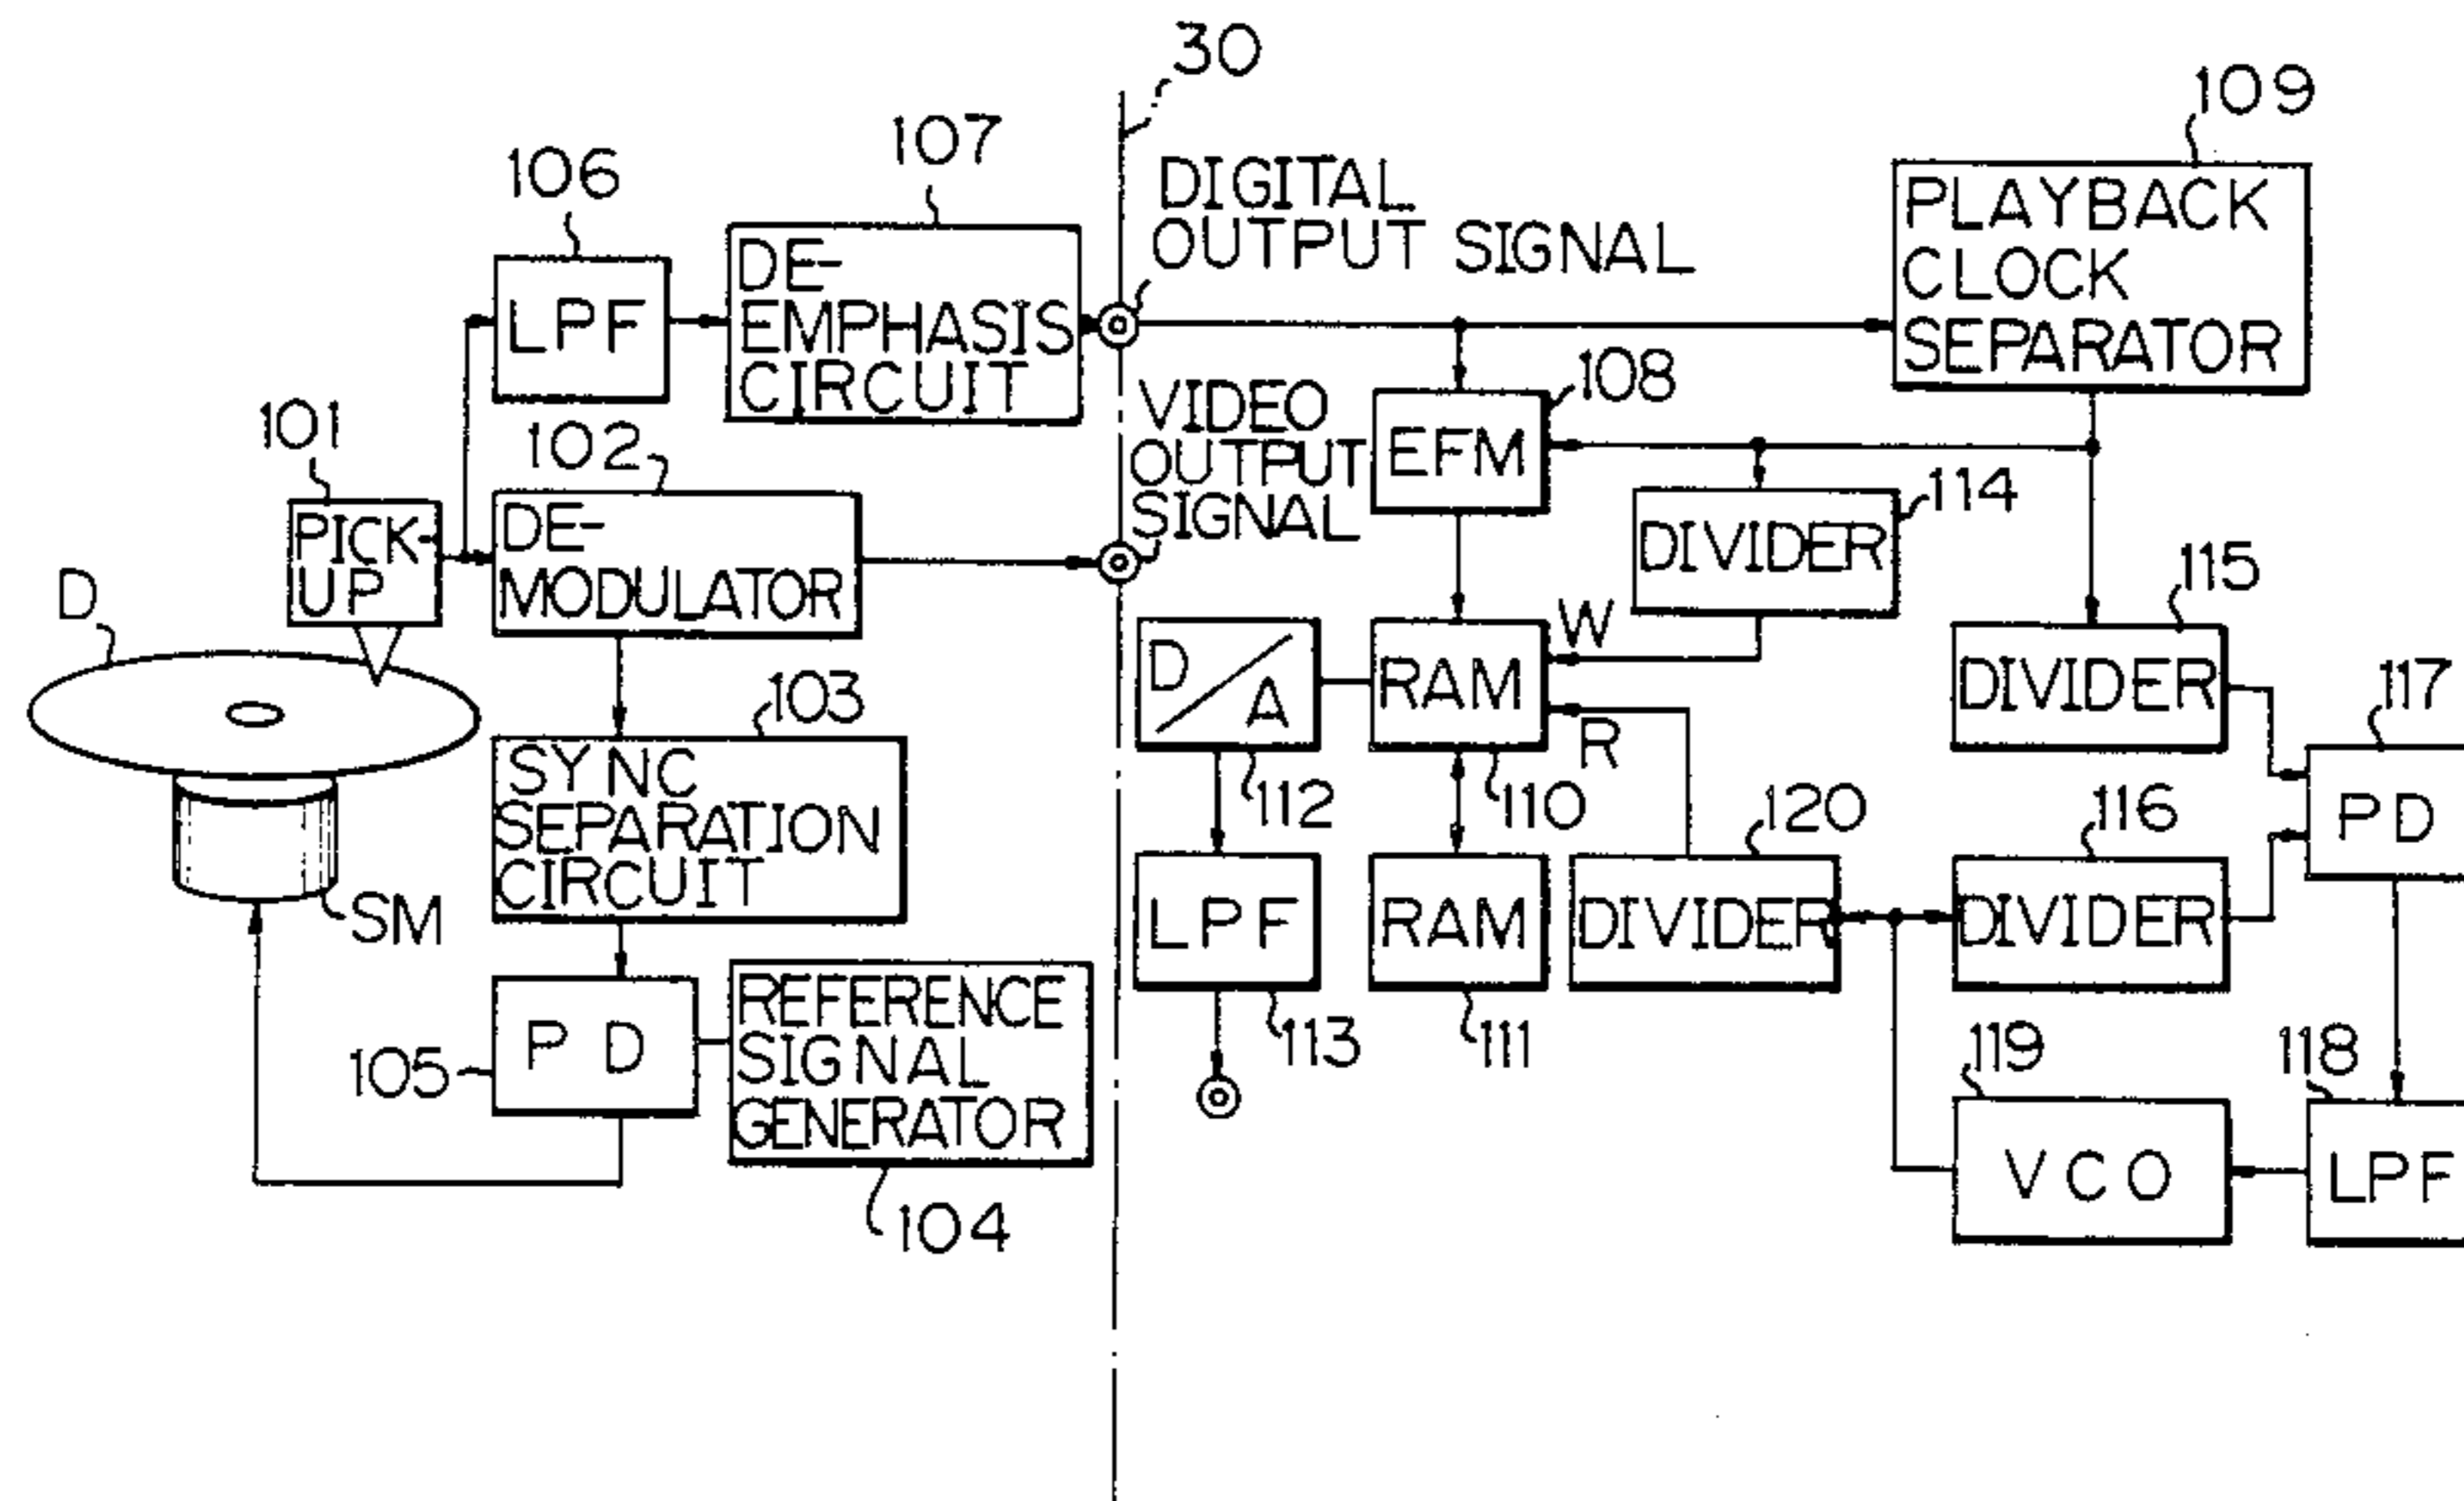 30
109
107
106
DIGITAL
OUTPUT SIGNAL
PLAYBACK
CLOCK
SEPARATOR
DE-
EMPHASIS
CIRCUIT
LPF
108
VIDEO
OUTPUT
SIGNAL
EFM
101
102
114
PICK-
UP
DE-
MODULATOR
DIVIDER
115
D
W
D/A
RAM
DIVIDER
117
103
R
SYNC
SEPARATION
CIRCUIT
112
110
120
116
PD
SM
LPF
RAM
DIVIDER
DIVIDER
PD
REFERENCE
SIGNAL
GENERATOR
105
113
111
119
118
VCO
LPF
104